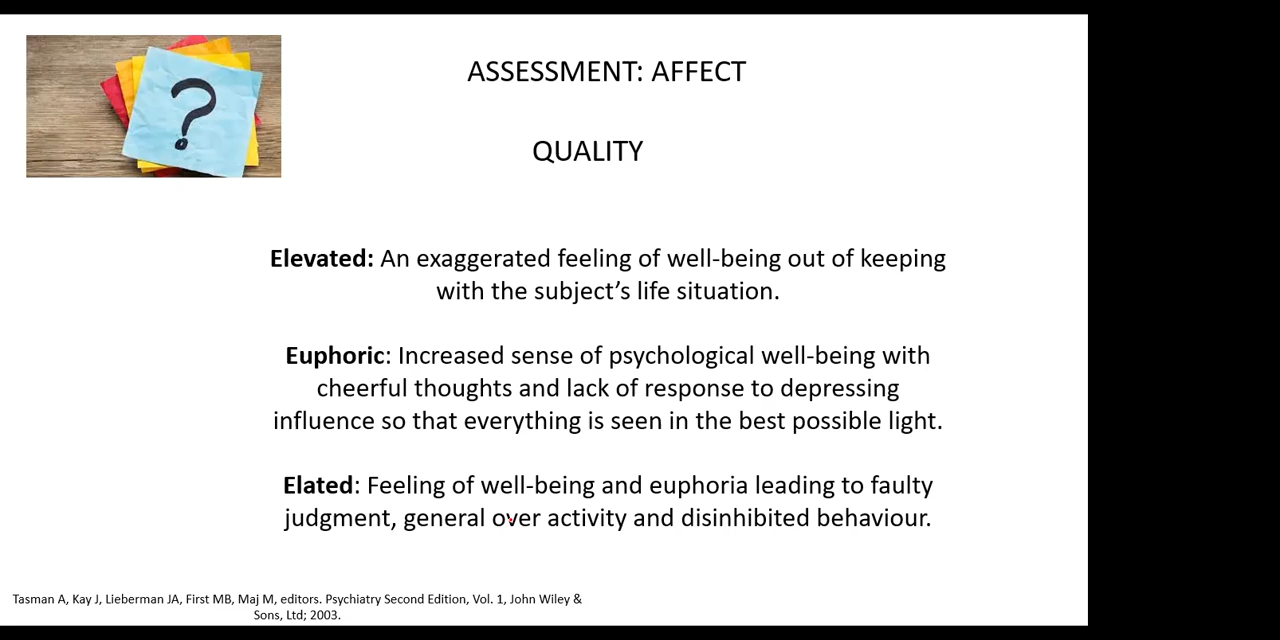 ASSESSMENT: AFFECT
QUALITY
?
Elevated: An exaggerated feeling of well-being out of keeping
with the subject’s life situation.
Euphoric: Increased sense of psychological well-being with
cheerful thoughts and lack of response to depressing
influence so that everything is seen in the best possible light.
Elated: Feeling of well-being and euphoria leading to faulty
judgment, general over activity and disinhibited behaviour.
Tasman A, Kay J, Lieberman JA, First MB, Maj M, editors. Psychiatry Second Edition, Vol. 1, John Wiley &
Sons, Ltd; 2003.